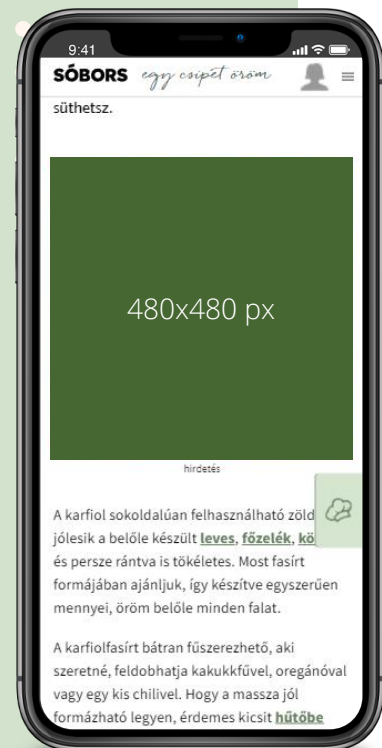 9:41
SÓBORS egy csipet öröm
süthetsz.
480x480 px
hirdetés
A karfiol sokoldalúan felhasználható zöld
jólesik a belőle készült leves, főzelék, kö
és persze rántva is tökéletes. Most fasírt
formájában ajánljuk, így készítve egyszerűen
mennyei, öröm belőle minden falat.
A karfiolfasírt bátran fűszerezhető, aki
szeretné, feldobhatja kakukkfűvel, oregánóval
vagy egy kis chilivel. Hogy a massza jól
formázható legyen, érdemes kicsit hűtőbe